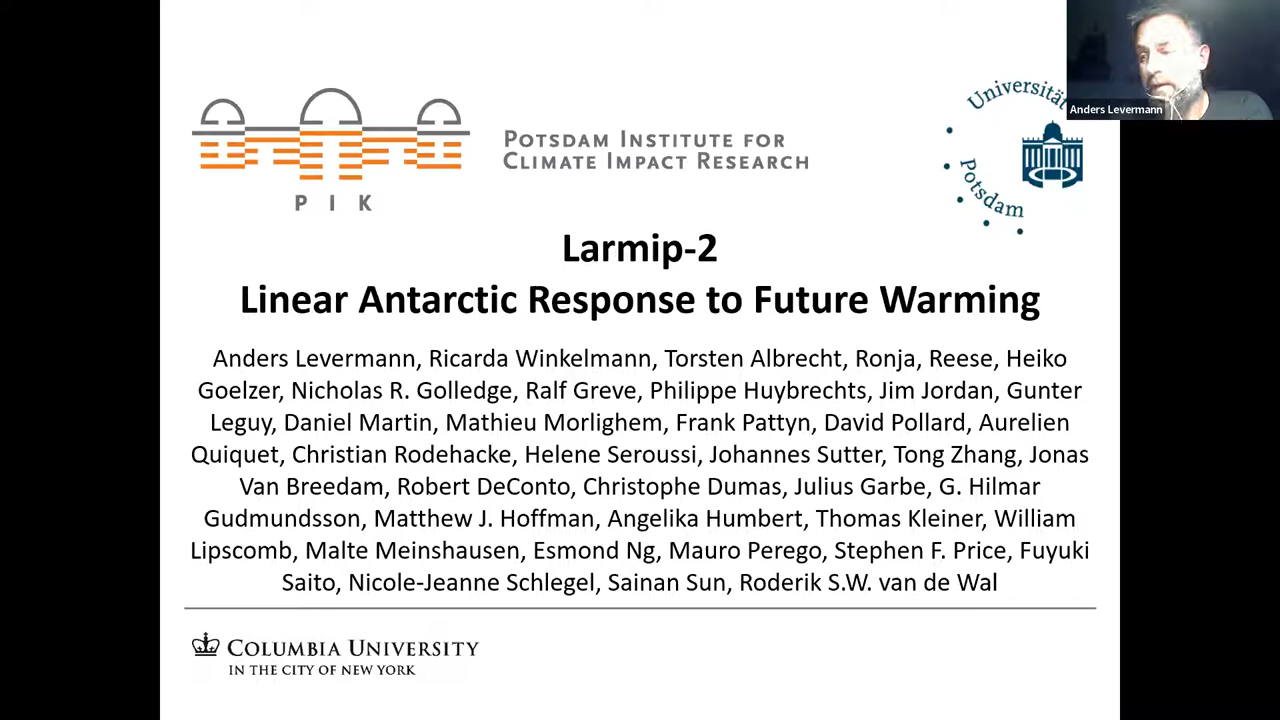 Anders Levermann
Universität
Potsdam
POTSDAM INSTITUTE FOR
CLIMATE IMPACT RESEARCH
P I K
Larmip-2
Linear Antarctic Response to Future Warming
Anders Levermann, Ricarda Winkelmann, Torsten Albrecht, Ronja, Reese, Heiko
Goelzer, Nicholas R. Golledge, Ralf Greve, Philippe Huybrechts, Jim Jordan, Gunter
Leguy, Daniel Martin, Mathieu Morlighem, Frank Pattyn, David Pollard, Aurelien
Quiquet, Christian Rodehacke, Helene Seroussi, Johannes Sutter, Tong Zhang, Jonas
Van Breedam, Robert DeConto, Christophe Dumas, Julius Garbe, G. Hilmar
Gudmundsson, Matthew J. Hoffman, Angelika Humbert, Thomas Kleiner, William
Lipscomb, Malte Meinshausen, Esmond Ng, Mauro Perego, Stephen F. Price, Fuyuki
Saito, Nicole-Jeanne Schlegel, Sainan Sun, Roderik S.W. van de Wal
COLUMBIA UNIVERSITY
IN THE CITY OF NEW YORK